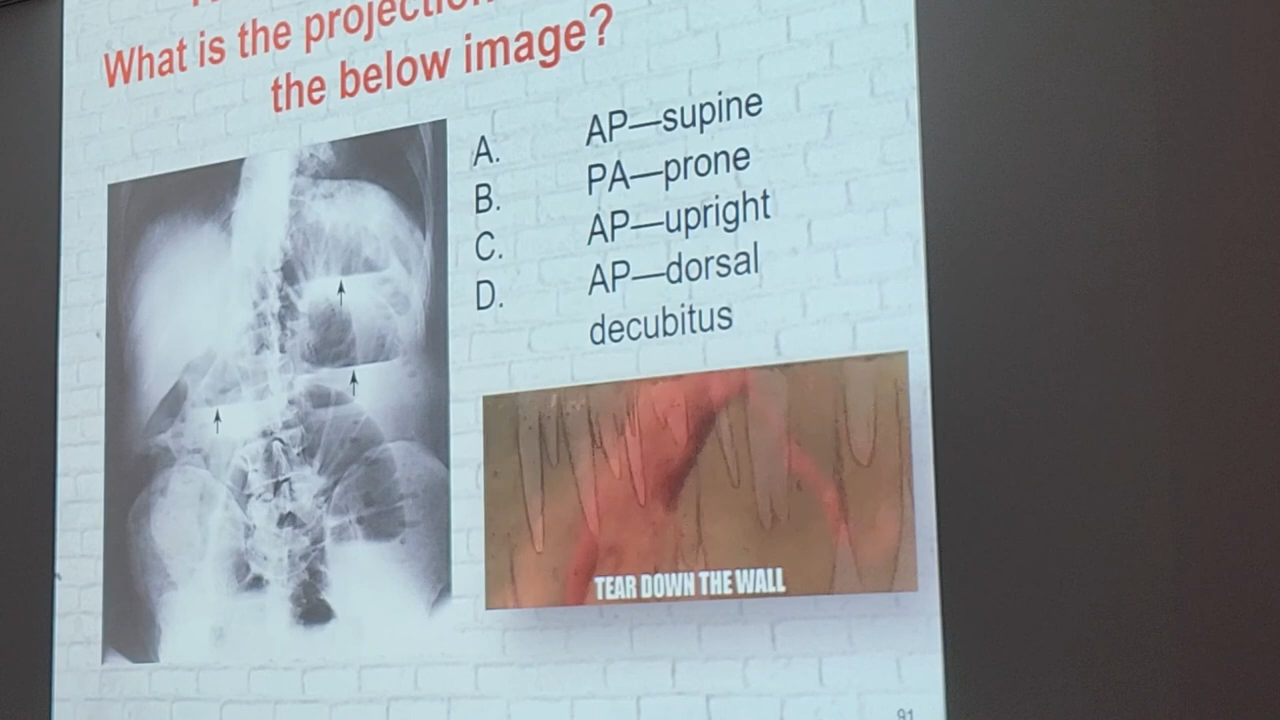 What is the projection
the below image?
A. AP—supine
B. PA—prone
C. AP—upright
D. AP—dorsal
decubitus
TEAR DOWN THE WALL
91